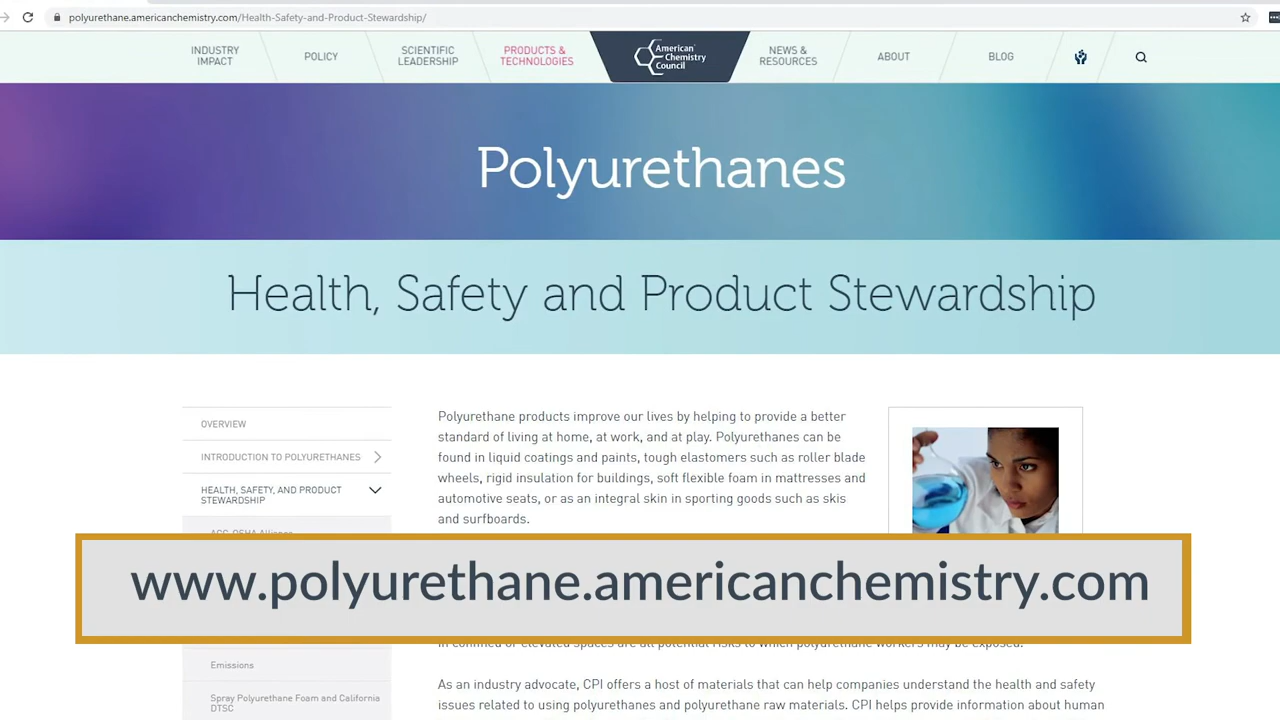 polyurethane.americanchemistry.com/Health-Safety-and-Product-Stewardship/
INDUSTRY
IMPACT
POLICY
SCIENTIFIC
LEADERSHIP
PRODUCTS &
TECHNOLOGIES
American
Chemistry
Council
NEWS &
RESOURCES
ABOUT
BLOG
Polyurethanes
Health, Safety and Product Stewardship
OVERVIEW
INTRODUCTION TO POLYURETHANES
HEALTH, SAFETY, AND PRODUCT
STEWARDSHIP
Polyurethane products improve our lives by helping to provide a better
standard of living at home, at work, and at play. Polyurethanes can be
found in liquid coatings and paints, tough elastomers such as roller blade
wheels, rigid insulation for buildings, soft flexible foam in mattresses and
automotive seats, or as an integral skin in sporting goods such as skis
and surfboards.
ACC-OSHA Alliance
www.polyurethane.americanchemistry.com
in confined or elevated spaces are all potential risks to which polyurethane workers may be exposed.
Emissions
Spray Polyurethane Foam and California
DTSC
As an industry advocate, CPI offers a host of materials that can help companies understand the health and safety
issues related to using polyurethanes and polyurethane raw materials. CPI helps provide information about human